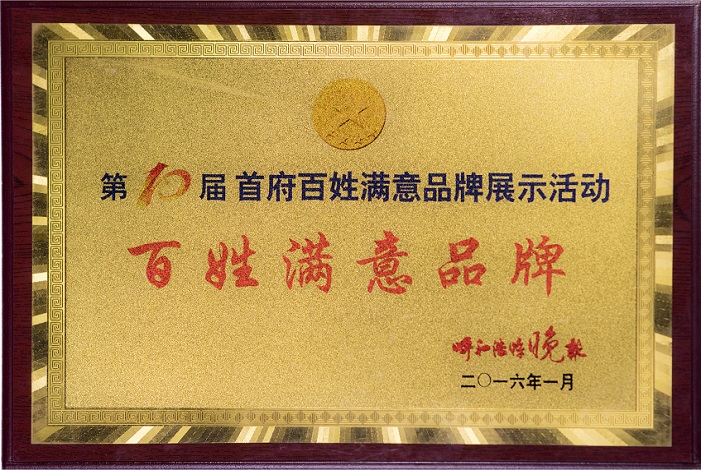 第10届首府百姓满意品牌展示活动
百姓满意品牌
呼和浩特晚报
二〇一六年一月